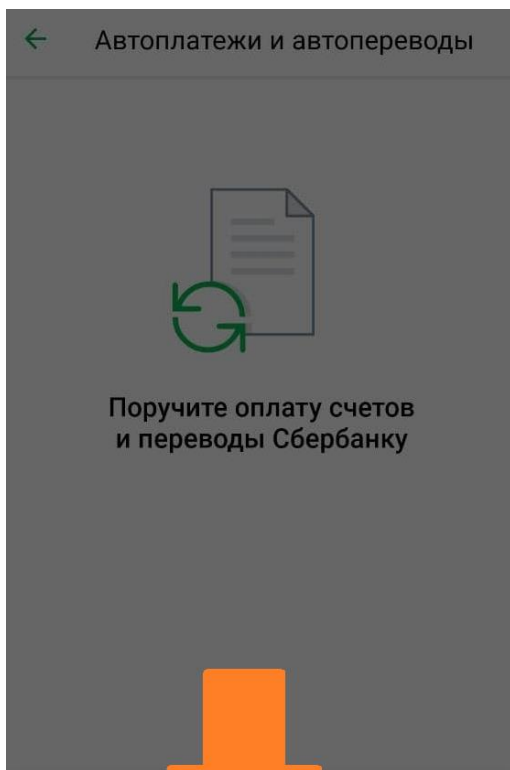 Автоплатежи и автопереводы
Поручите оплату счетов
и переводы Сбербанку